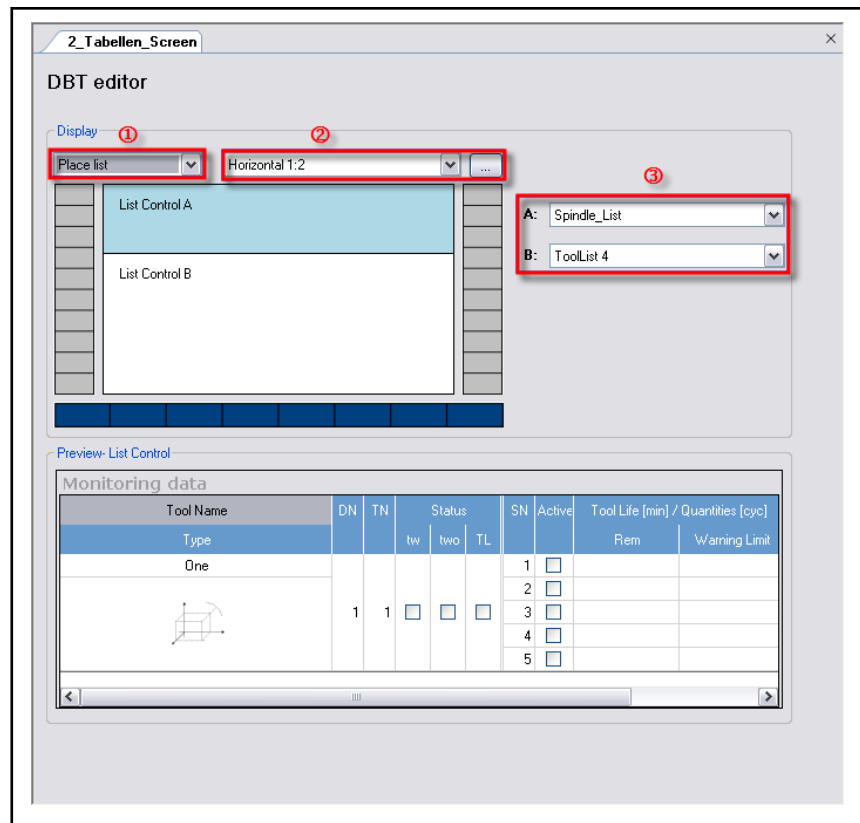 2_Tabellen_Screen
×
DBT editor
Display
① ②
Place list Horizontal 1:2 ...
③
List Control A
A: Spindle_List
B: ToolList 4
List Control B
Preview- List Control
Monitoring data
Tool Name DN TN Status SN Active Tool Life [min] / Quantities [cyc]
Type tw two TL Rem Warning Limit
One 1
2
1 1 3
4
5